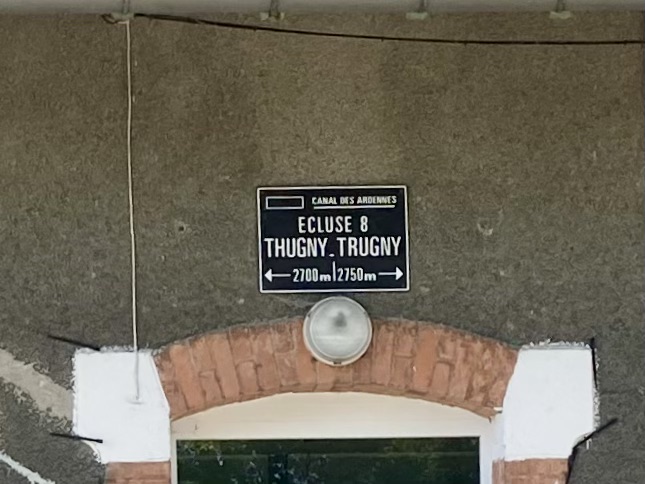 CANAL DES ARDENNES
ECLUSE 8
THUGNY-TRUGNY
2700m 2750m